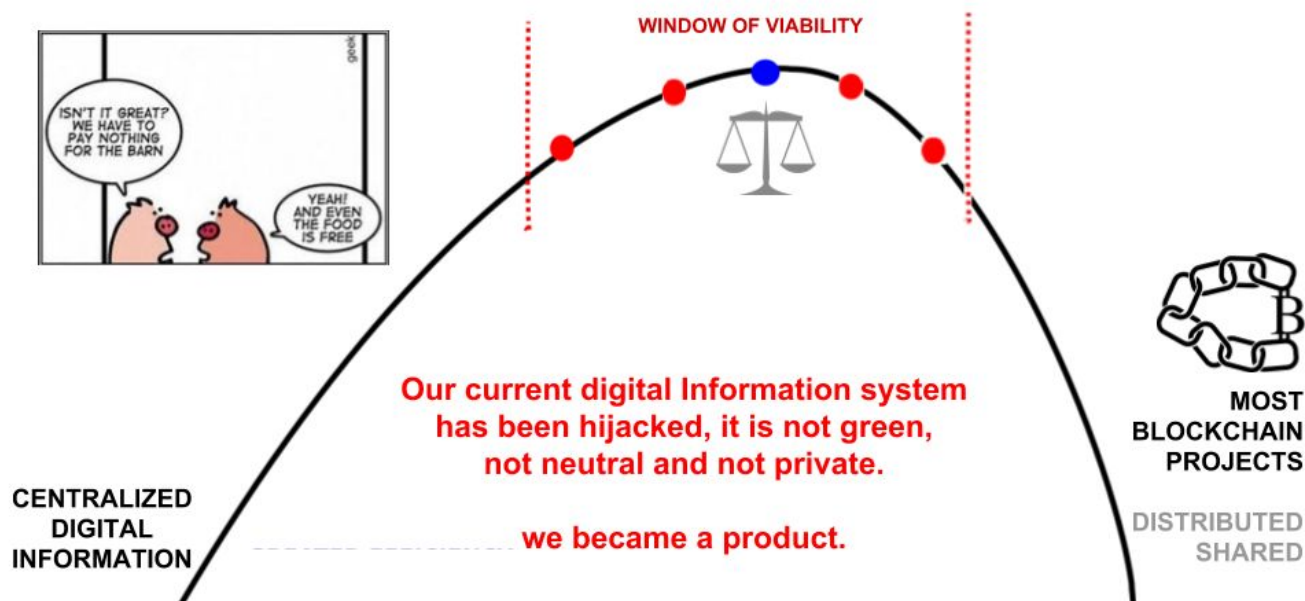 WINDOW OF VIABILITY
geek
ISN'T IT GREAT?
WE HAVE TO
PAY NOTHING
FOR THE BARN
YEAH!
AND EVEN
THE FOOD
IS FREE
B
Our current digital Information system
has been hijacked, it is not green,
not neutral and not private.
we became a product.
CENTRALIZED
DIGITAL
INFORMATION
MOST
BLOCKCHAIN
PROJECTS
DISTRIBUTED
SHARED